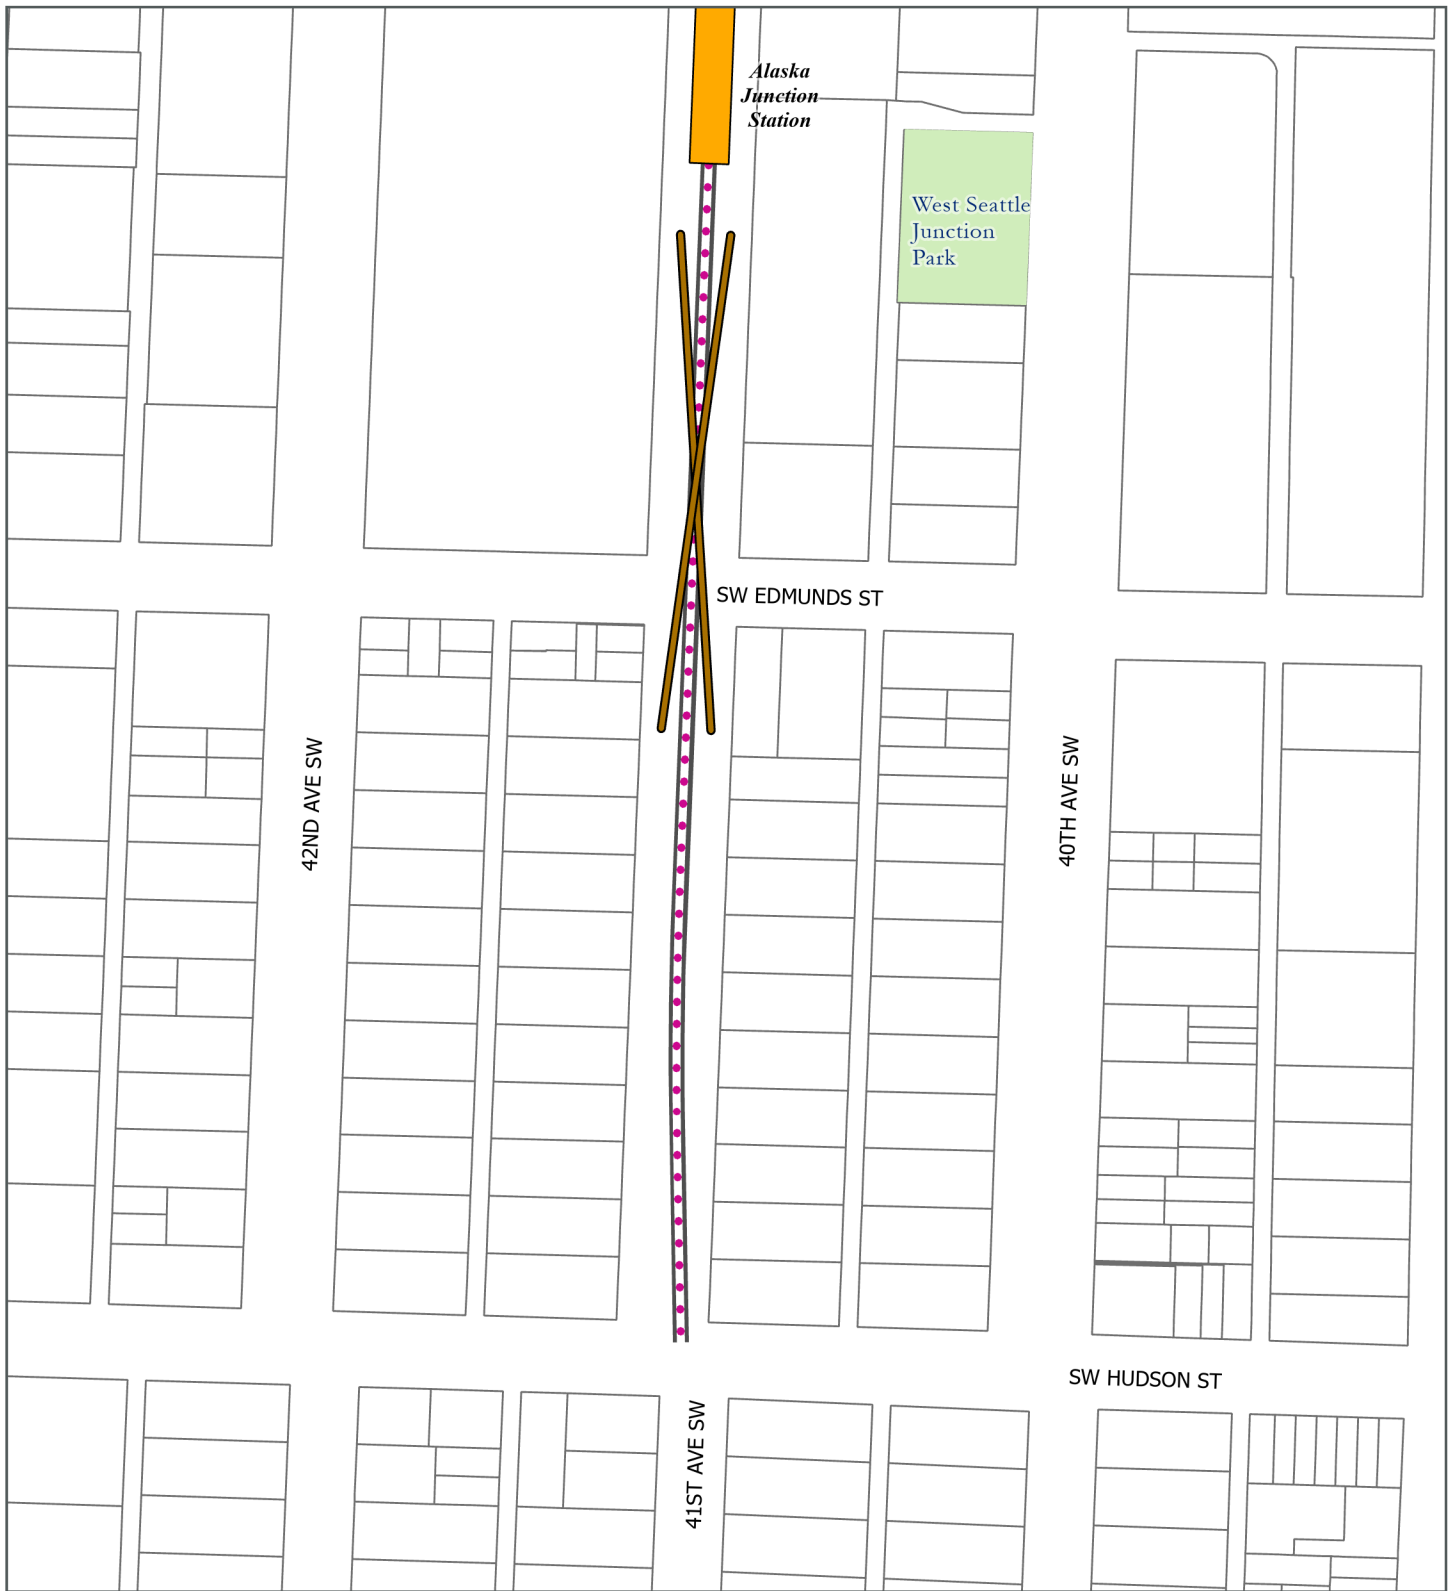 Alaska
Junction
Station
West Seattle
Junction
Park
SW EDMUNDS ST
42ND AVE SW
40TH AVE SW
SW HUDSON ST
41ST AVE SW